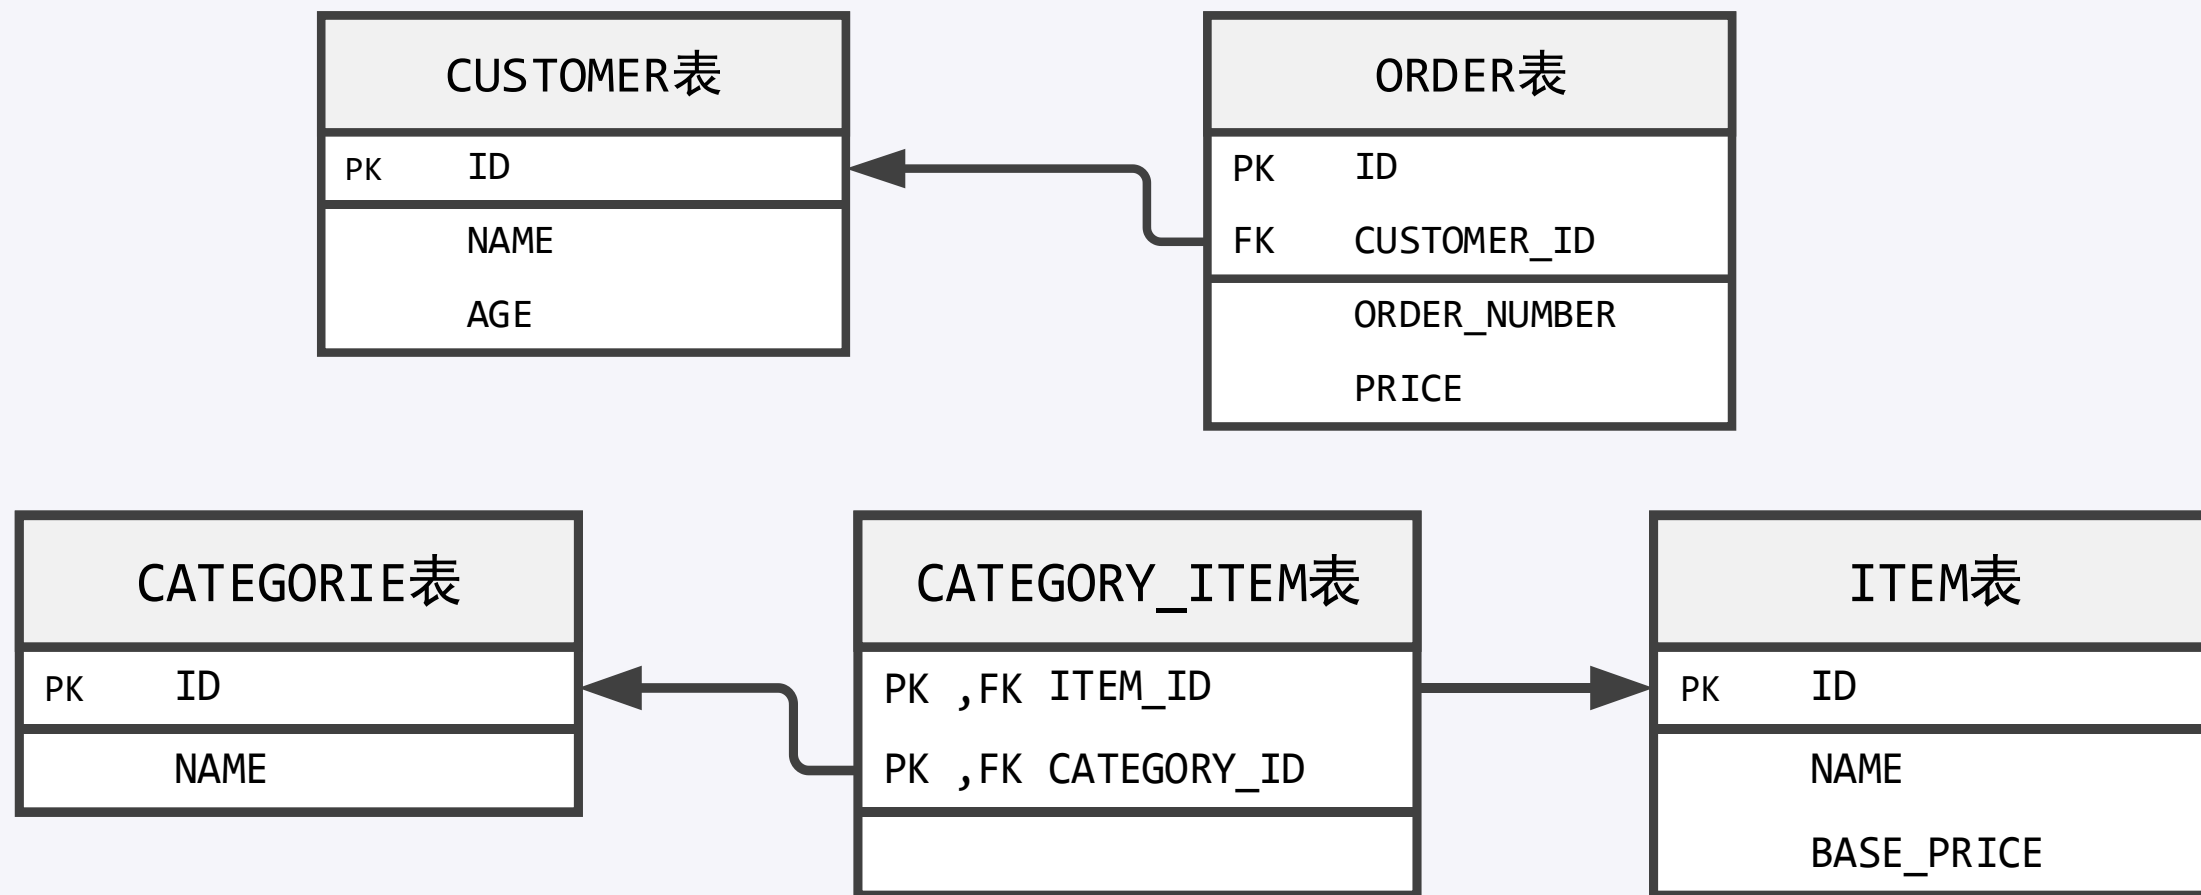 CUSTOMER表
PK ID
NAME
AGE
ORDER表
PK ID
FK CUSTOMER_ID
ORDER_NUMBER
PRICE
CATEGORIE表
PK ID
NAME
CATEGORY_ITEM表
PK ,FK ITEM_ID
PK ,FK CATEGORY_ID
ITEM表
PK ID
NAME
BASE_PRICE